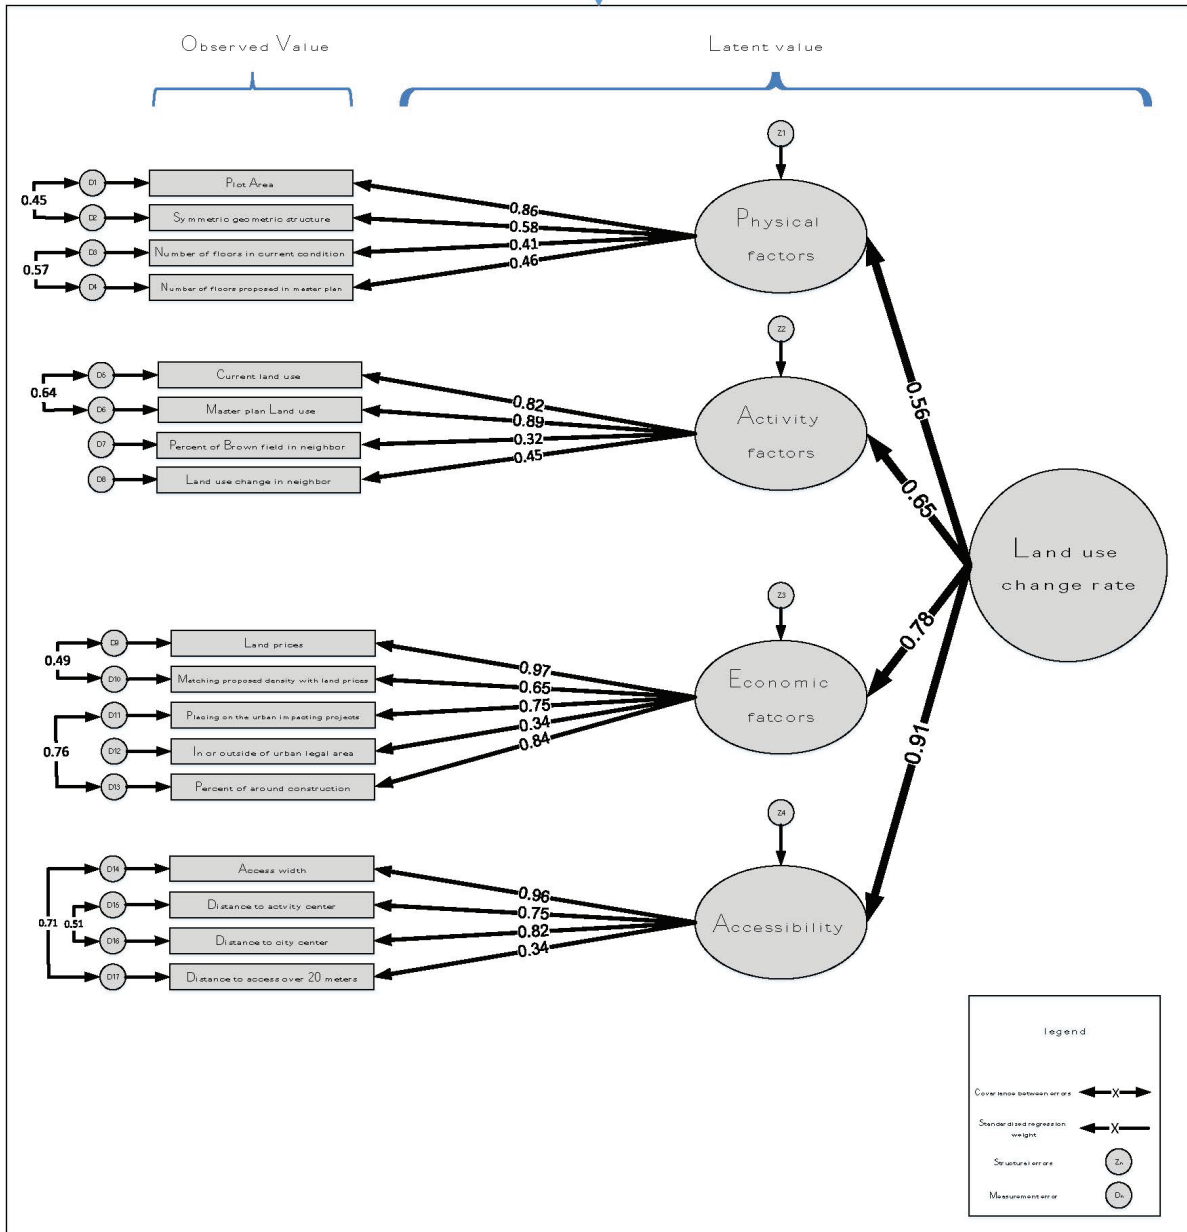 Observed Value
Latent value
Z1
D1
Plot Area
0.45
D2
Symmetric geometric structure
D3
Number of floors in current condition
0.57
D4
Number of floors proposed in master plan
0.86
0.58
0.41
0.46
Physical
factors
Z2
D5
Current land use
0.64
D6
Master plan Land use
D7
Percent of Brown field in neighbor
D8
Land use change in neighbor
0.82
0.89
0.32
0.45
Activity
factors
0.56
0.65
0.78
0.91
Land use
change rate
Z3
D9
Land prices
0.49
D10
Matching proposed density with land prices
D11
Placing on the urban impacting projects
0.76
D12
In or outside of urban legal area
D13
Percent of around construction
0.97
0.65
0.75
0.34
0.84
Economic
fatcors
Z4
D14
Access width
0.71
D15
Distance to actvity center
0.51
D16
Distance to city center
D17
Distance to access over 20 meters
0.96
0.75
0.82
0.34
Accessibility
legend
Covariance between errors
X
Standardized regression
weight
X
Structural errors
Zn
Measurement error
Dn